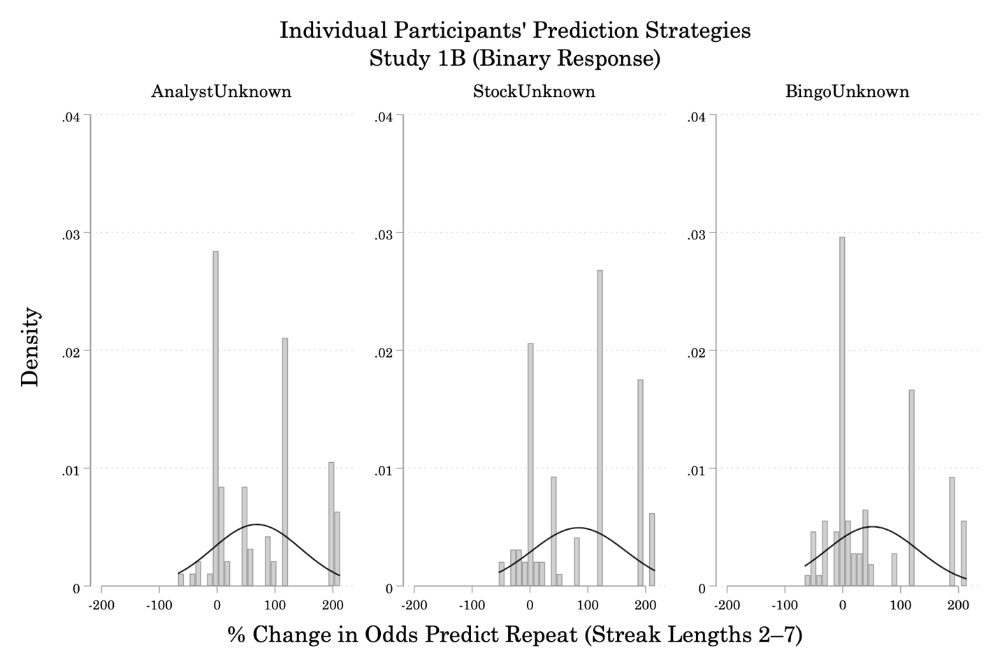 Individual Participants' Prediction Strategies
Study 1B (Binary Response)
AnalystUnknown
StockUnknown
BingoUnknown
.04
.03
.02
.01
0
.04
.03
.02
.01
0
.04
.03
.02
.01
0
Density
-200 -100 0 100 200
-200 -100 0 100 200
-200 -100 0 100 200
% Change in Odds Predict Repeat (Streak Lengths 2–7)